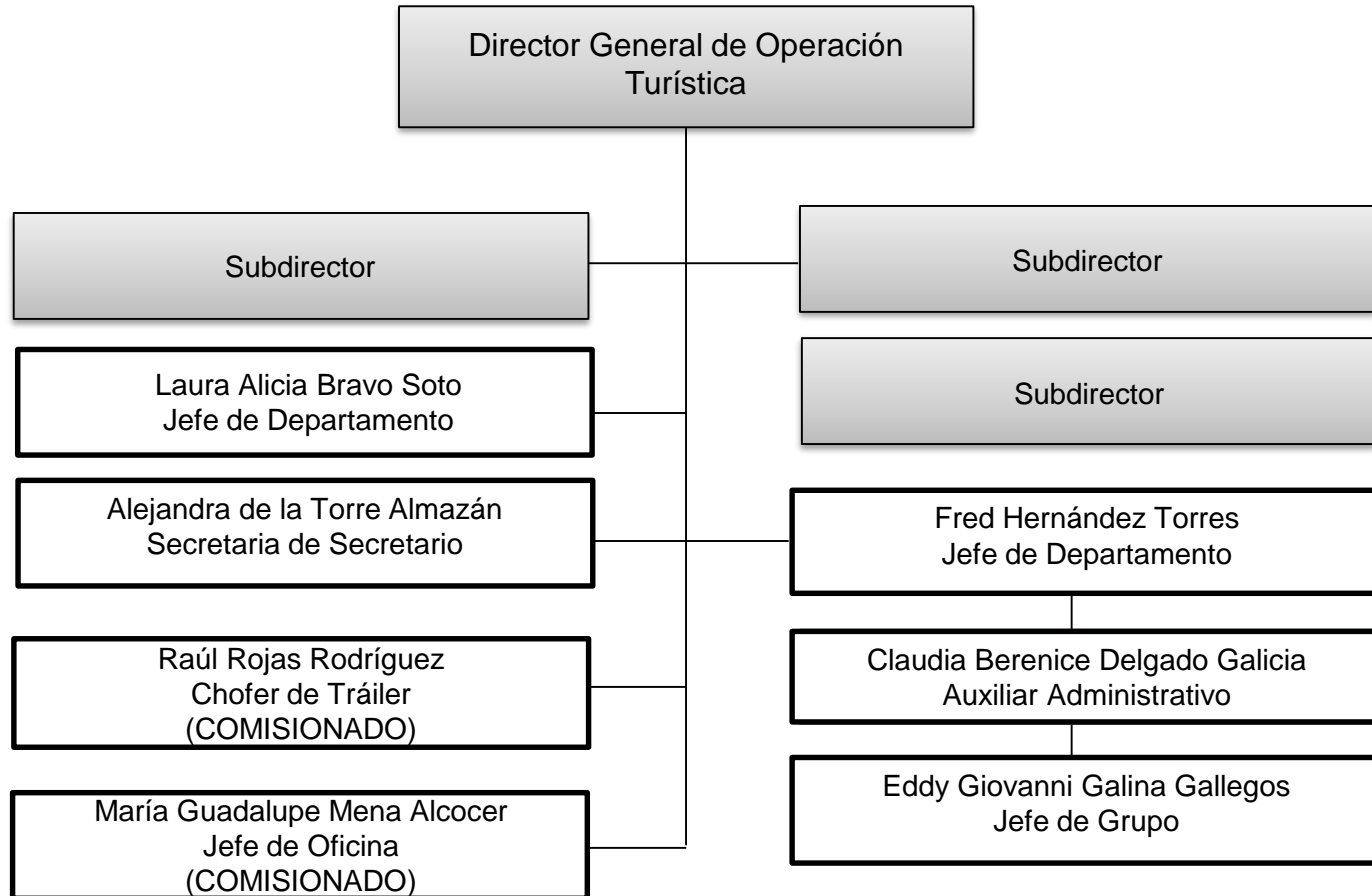 Director General de Operación
Turística
Subdirector
Subdirector
Laura Alicia Bravo Soto
Jefe de Departamento
Subdirector
Alejandra de la Torre Almazán
Secretaria de Secretario
Fred Hernández Torres
Jefe de Departamento
Raúl Rojas Rodríguez
Chofer de Tráiler
(COMISIONADO)
Claudia Berenice Delgado Galicia
Auxiliar Administrativo
María Guadalupe Mena Alcocer
Jefe de Oficina
(COMISIONADO)
Eddy Giovanni Galina Gallegos
Jefe de Grupo